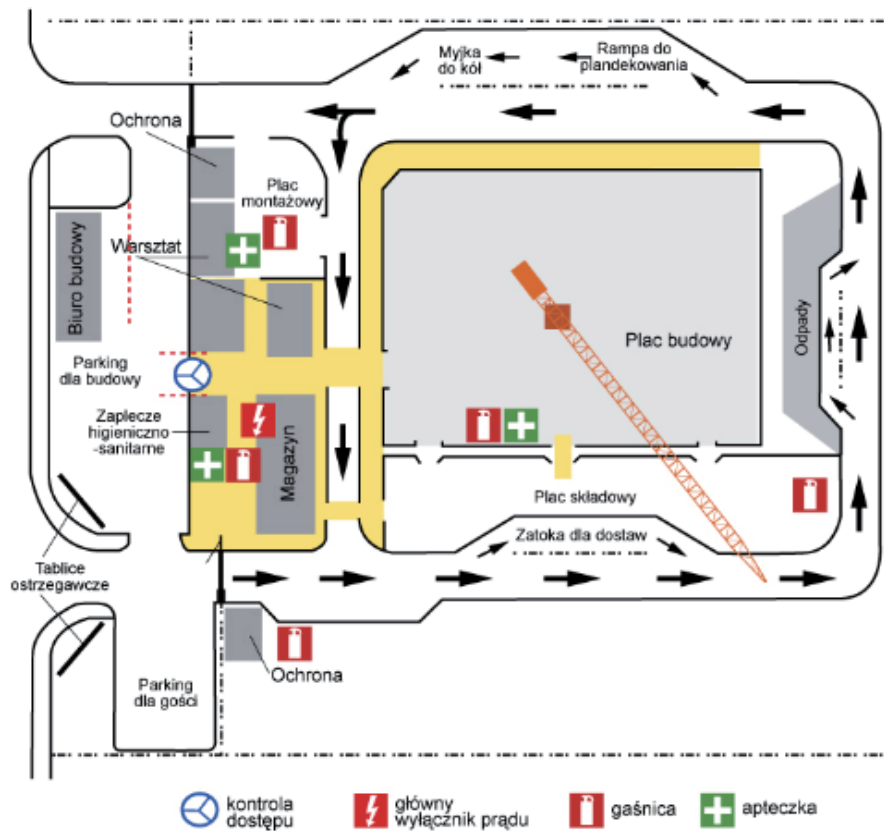 Myjka
do kół
Rampa do
plandekowania
Ochrona
Plac
montażowy
Warsztat
Biuro budowy
Plac budowy
Odpady
Parking
dla budowy
Zaplecze
higieniczno
-sanitarne
Magazyn
Plac składowy
Zatoka dla dostaw
Tablice
ostrzegawcze
Ochrona
Parking
dla gości
kontrola
dostępu
główny
wyłącznik prądu
gaśnica
apteczka